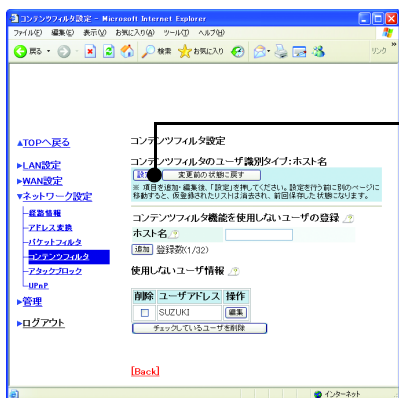 コンテンツフィルタ設定 - Microsoft Internet Explorer
ファイル(F) 編集(E) 表示(V) お気に入り(A) ツール(T) ヘルプ(H)
戻る 検索 お気に入り リンク »
▲TOPへ戻る
▶LAN設定
▶WAN設定
▼ネットワーク設定
経路情報
アドレス変換
パケットフィルタ
コンテンツフィルタ
アタックブロック
UPnP
▶管理
▶ログアウト
コンテンツフィルタ設定
コンテンツフィルタのユーザ識別タイプ:ホスト名
変更前の状態に戻す
※ 項目を追加・編集後、「設定」を押してください。設定を行う前に別のページに
移動すると、仮登録されたリストは消去され、前回保存した状態になります。
コンテンツフィルタ機能を使用しないユーザの登録 ?
ホスト名 ?
追加 登録数(1/32)
使用しないユーザ情報 ?
削除 ユーザアドレス 操作
SUZUKI 編集
チェックしているユーザを削除
[Back]
インターネット